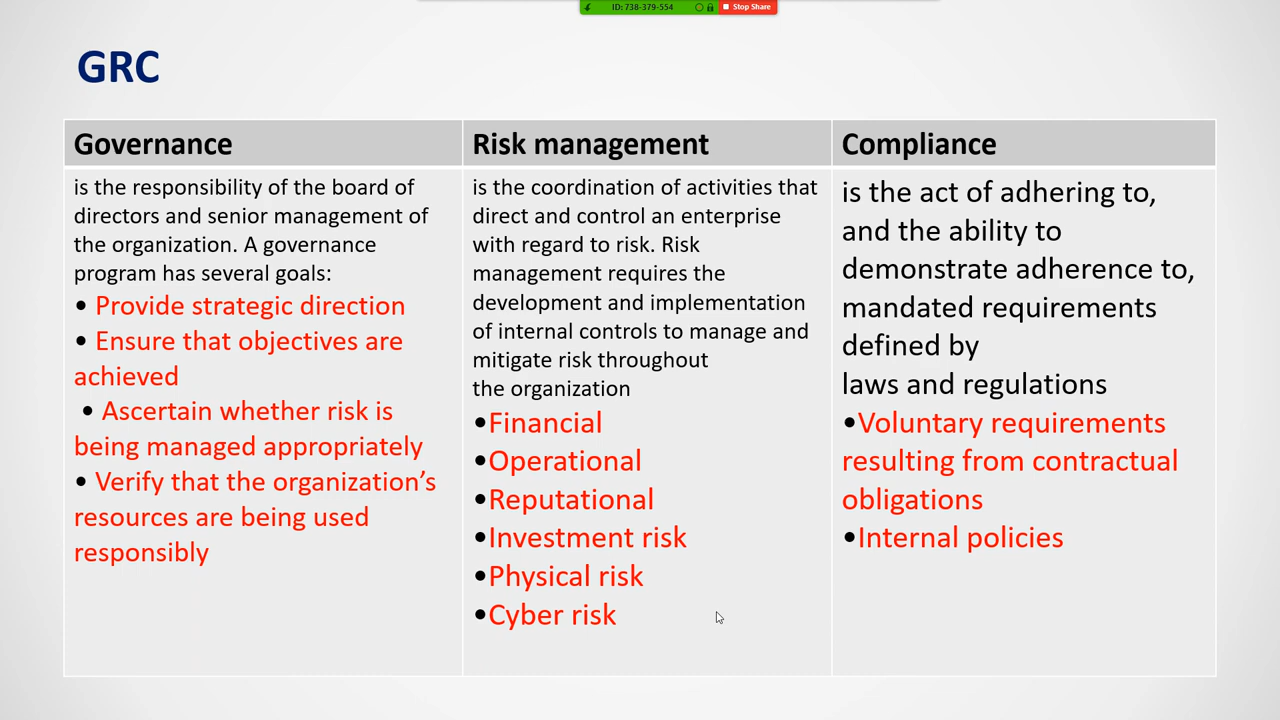 ID: 738-379-554
Stop Share
GRC
Governance
is the responsibility of the board of
directors and senior management of
the organization. A governance
program has several goals:
• Provide strategic direction
• Ensure that objectives are
achieved
• Ascertain whether risk is
being managed appropriately
• Verify that the organization’s
resources are being used
responsibly
Risk management
is the coordination of activities that
direct and control an enterprise
with regard to risk. Risk
management requires the
development and implementation
of internal controls to manage and
mitigate risk throughout
the organization
•Financial
•Operational
•Reputational
•Investment risk
•Physical risk
•Cyber risk
Compliance
is the act of adhering to,
and the ability to
demonstrate adherence to,
mandated requirements
defined by
laws and regulations
•Voluntary requirements
resulting from contractual
obligations
•Internal policies